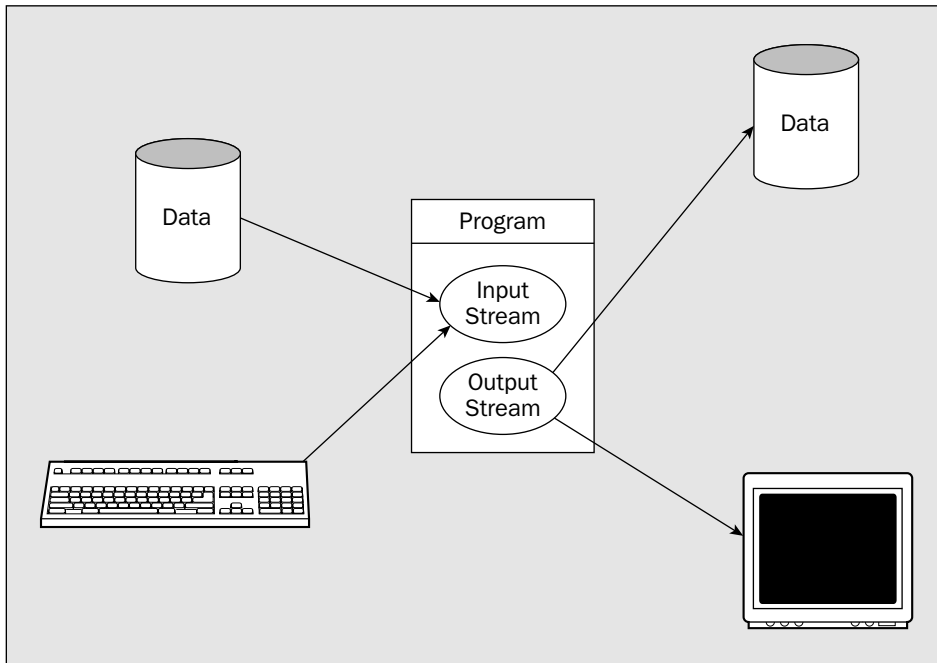 Data
Data
Program
Input
Stream
Output
Stream